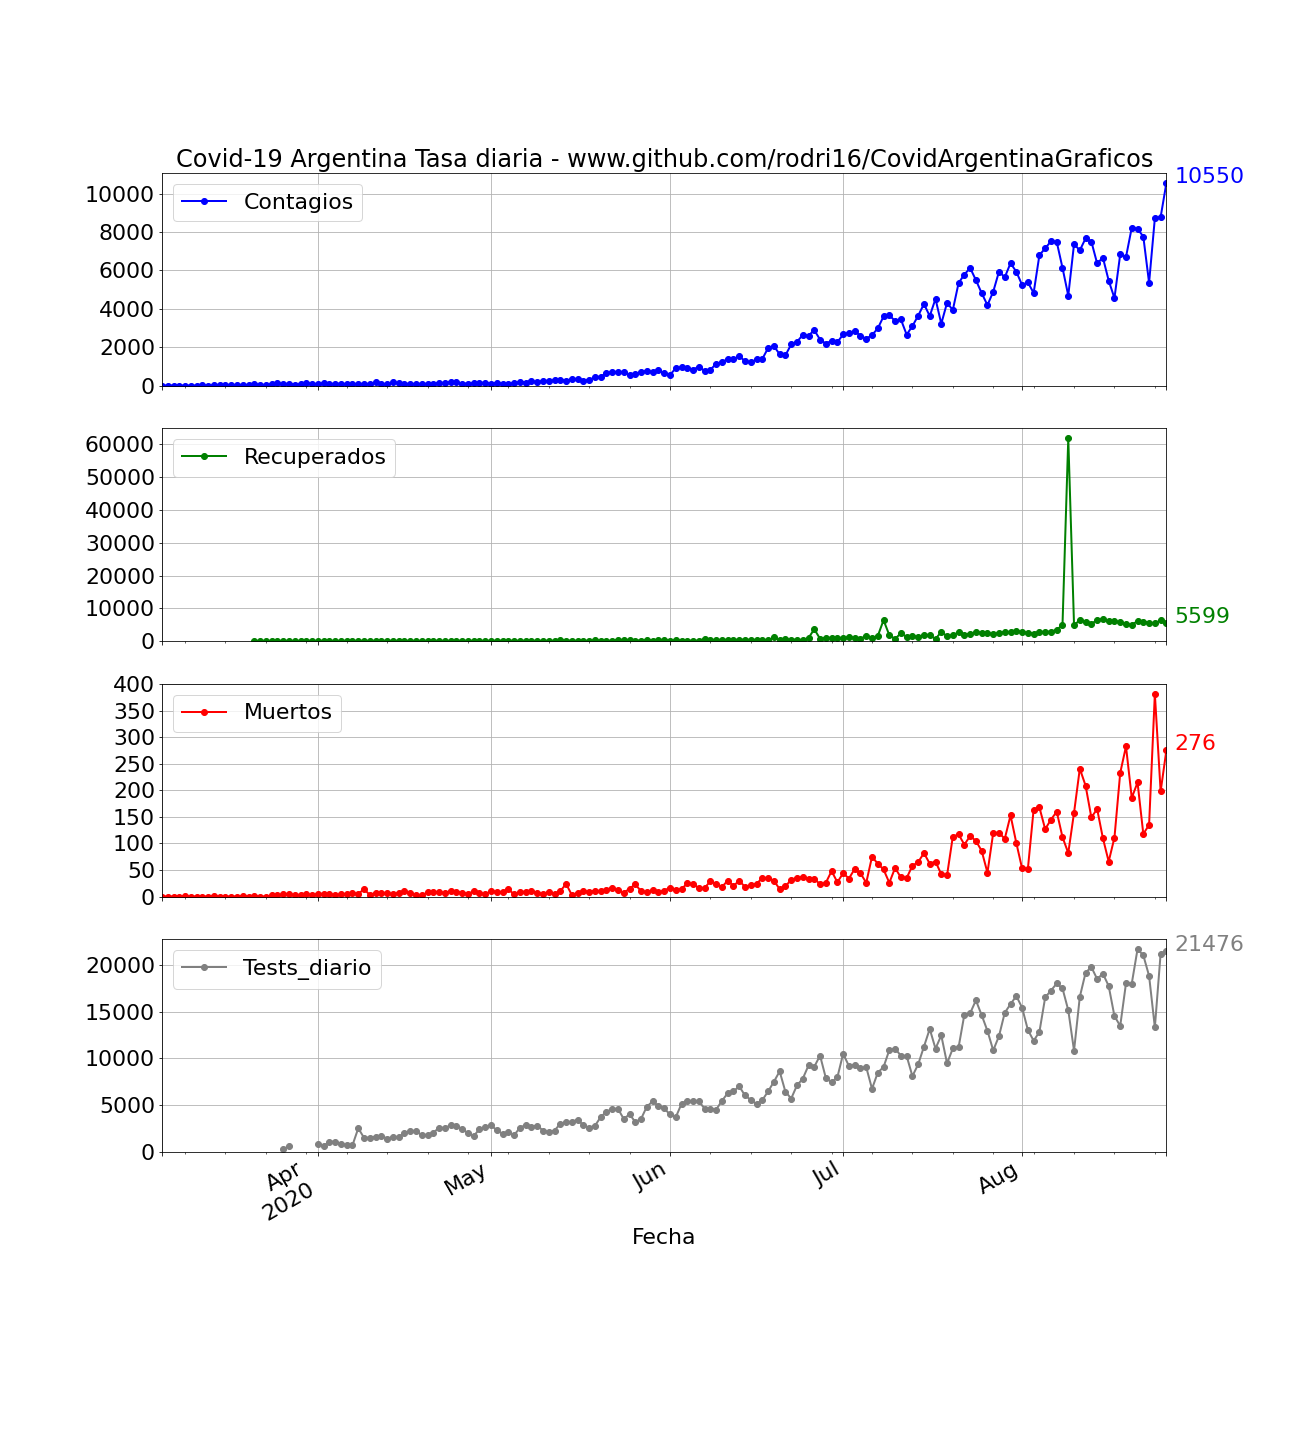 Covid-19 Argentina Tasa diaria - www.github.com/rodri16/CovidArgentinaGraficos
10550
10000
Contagios
8000
6000
4000
2000
0
60000
Recuperados
50000
40000
30000
20000
10000
5599
0
400
Muertos
350
300
276
250
200
150
100
50
0
21476
20000
Tests_diario
15000
10000
5000
0
Apr
2020
May
Jun
Jul
Aug
Fecha